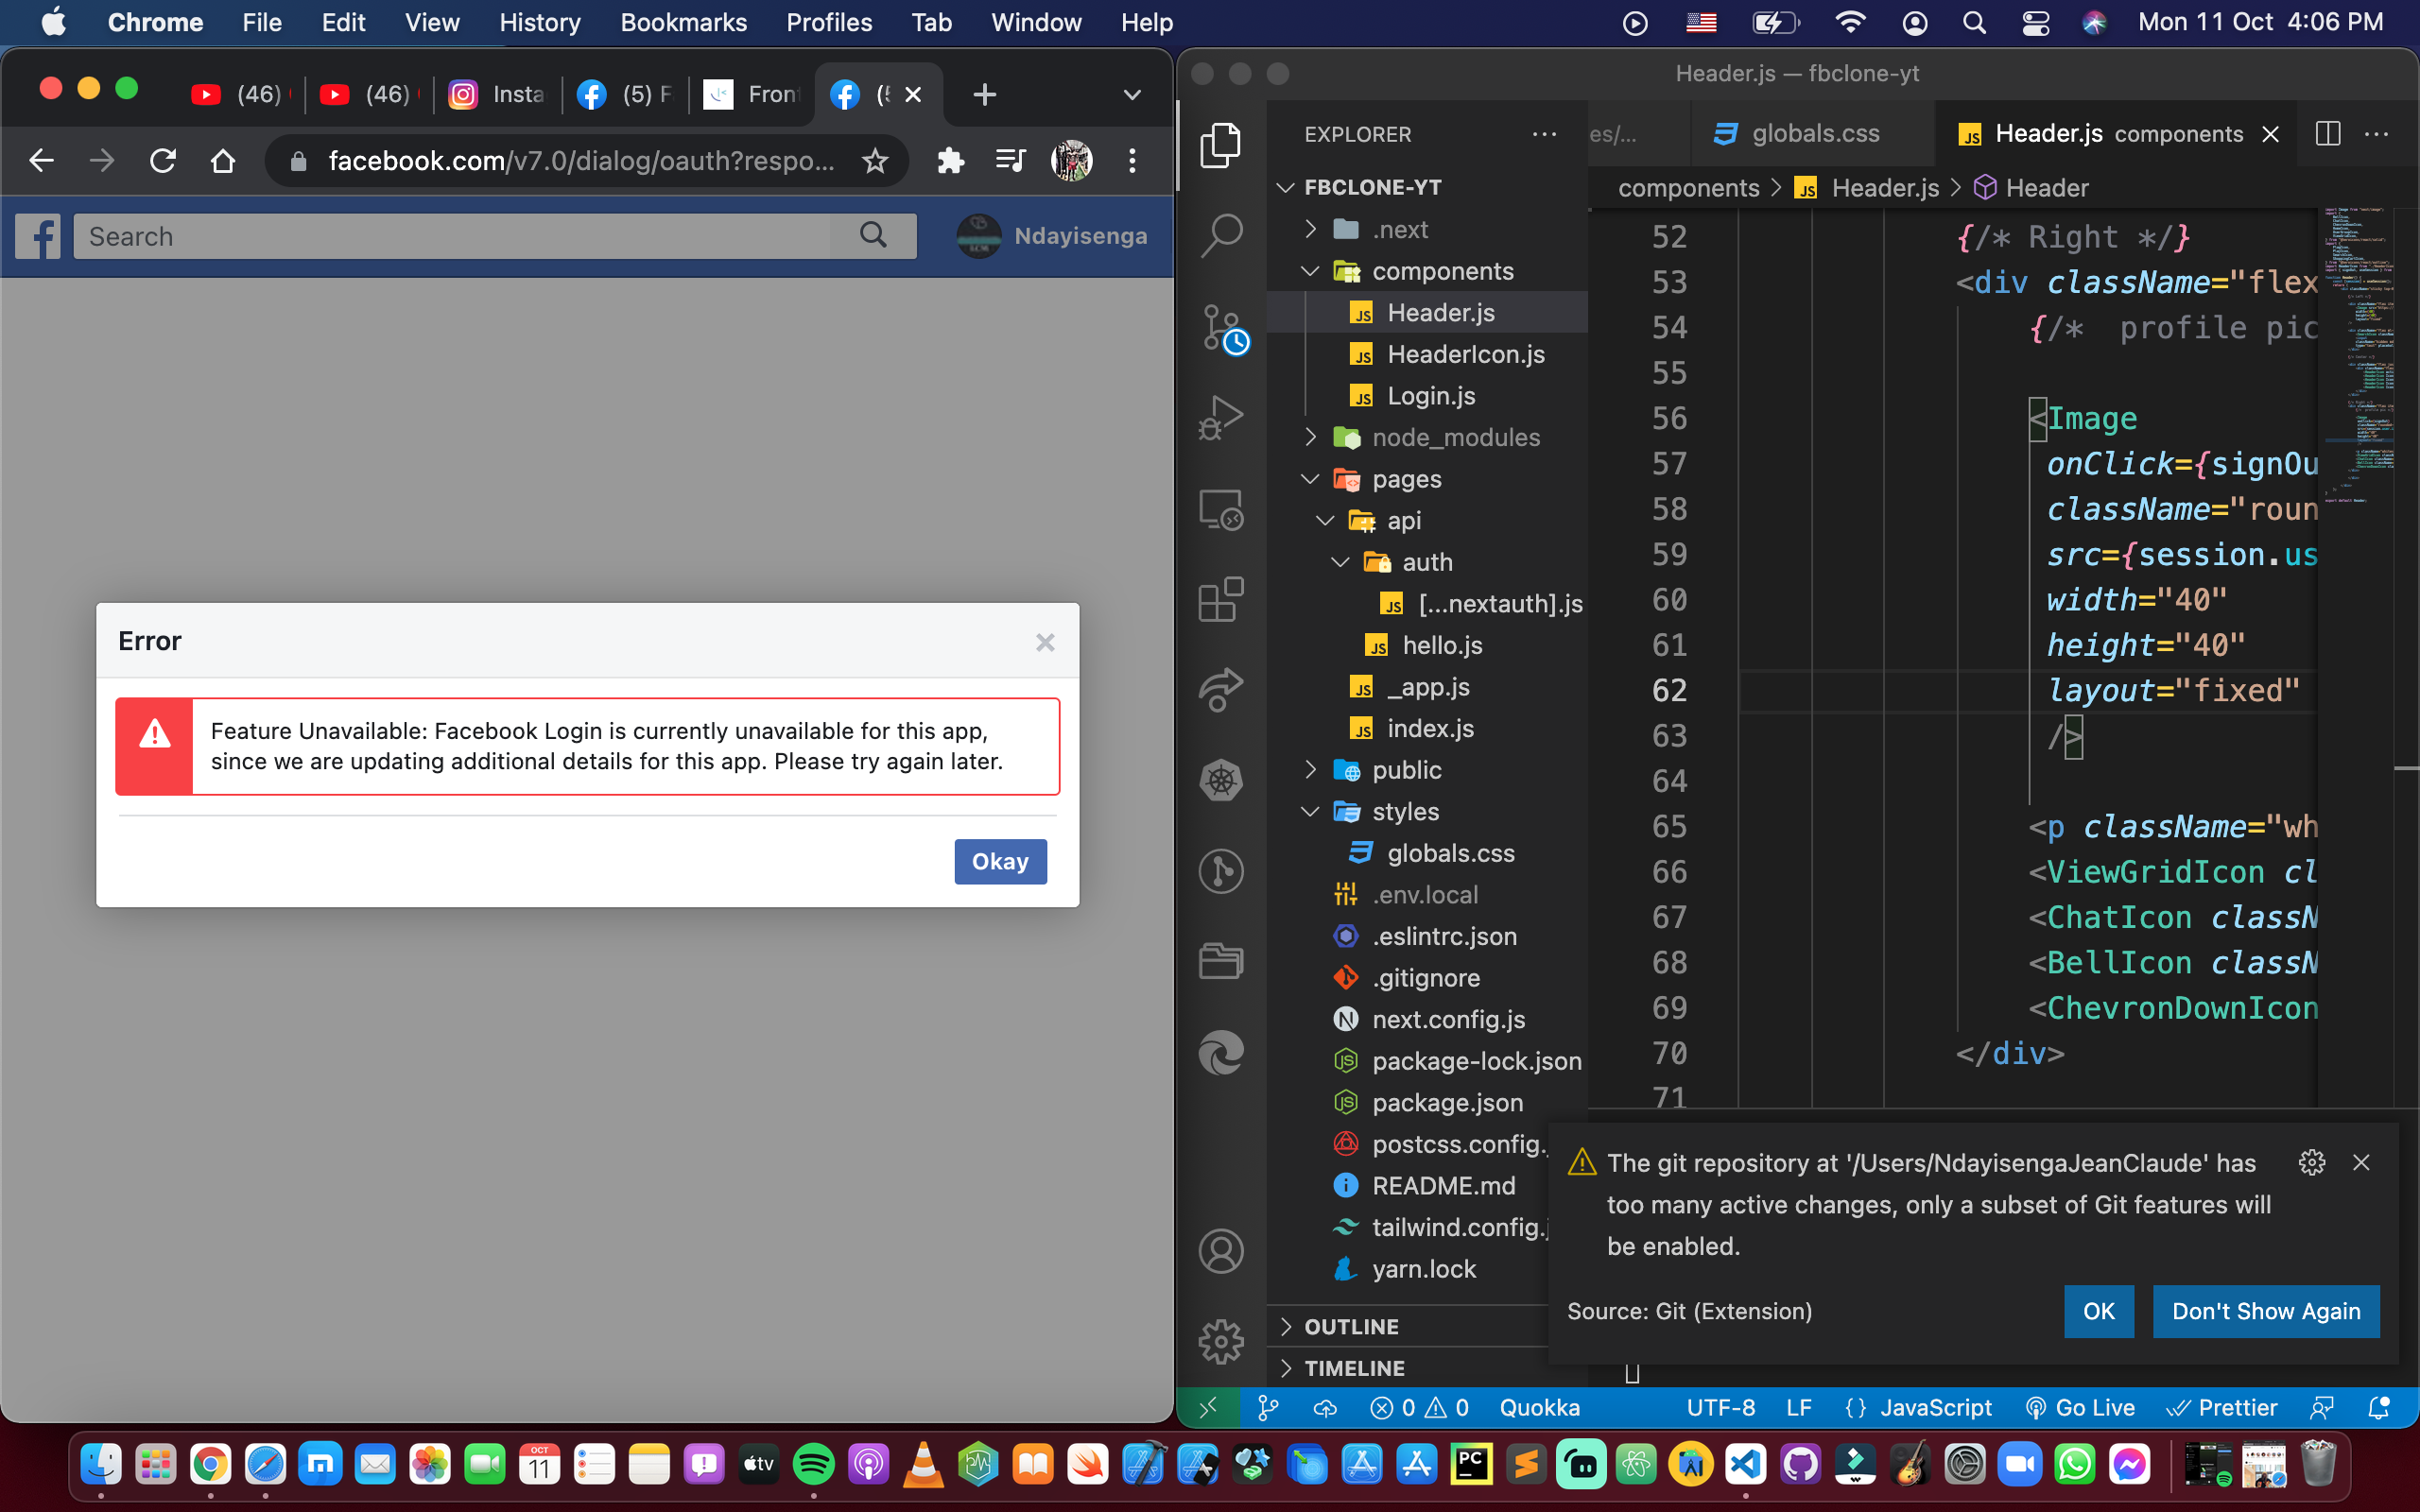 Chrome File Edit View History Bookmarks Profiles Tab Window Help Mon 11 Oct 4:06 PM
(46) (46) Insta (5) F Fron
facebook.com/v7.0/dialog/oauth?respo...
Search Ndayisenga
Error
Feature Unavailable: Facebook Login is currently unavailable for this app,
since we are updating additional details for this app. Please try again later.
Okay
Header.js — fbclone-yt
EXPLORER
FBCLONE-YT
.next
components
Header.js
HeaderIcon.js
Login.js
node_modules
pages
api
auth
[...nextauth].js
hello.js
_app.js
index.js
public
styles
globals.css
.env.local
.eslintrc.json
.gitignore
next.config.js
package-lock.json
package.json
postcss.config.
README.md
tailwind.config.j
yarn.lock
OUTLINE
TIMELINE
es/... globals.css Header.js components
components > Header.js > Header
52 {/* Right */}
53 <div className="flex
54 {/* profile pic
55
56 <Image
57 onClick={signOu
58 className="roun
59 src={session.us
60 width="40"
61 height="40"
62 layout="fixed"
63 />
64
65 <p className="wh
66 <ViewGridIcon cl
67 <ChatIcon classN
68 <BellIcon classN
69 <ChevronDownIcon
70 </div>
71
The git repository at '/Users/NdayisengaJeanClaude' has
too many active changes, only a subset of Git features will
be enabled.
Source: Git (Extension) OK Don't Show Again
0 0 Quokka UTF-8 LF {} JavaScript Go Live Prettier
OCT
11
tv
PC